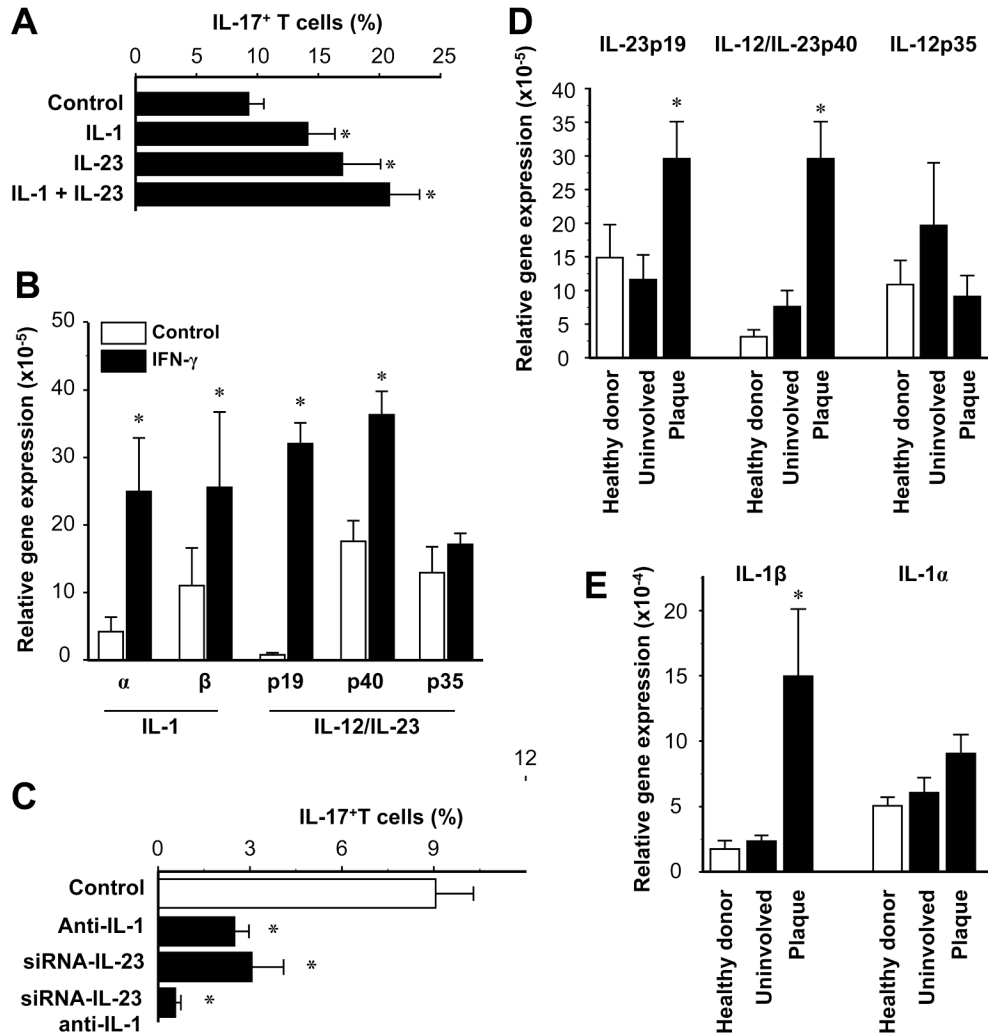 A
IL-17+ T cells (%)
0 5 10 15 20 25
Control
IL-1 *
IL-23 *
IL-1 + IL-23 *
B
Relative gene expression (x10-5)
50
40
30
20
10
0
Control
IFN-γ
* * * *
α β p19 p40 p35
IL-1 IL-12/IL-23
12
C
IL-17+T cells (%)
0 3 6 9
Control
Anti-IL-1 *
siRNA-IL-23 *
siRNA-IL-23 *
anti-IL-1
D
IL-23p19 IL-12/IL-23p40 IL-12p35
Relative gene expression (x10-5)
40
35
30
25
20
15
10
5
0
* *
Healthy donor Uninvolved Plaque Healthy donor Uninvolved Plaque Healthy donor Uninvolved Plaque
E
IL-1β IL-1α
Relative gene expression (x10-4)
20
15
10
5
0
*
Healthy donor Uninvolved Plaque Healthy donor Uninvolved Plaque